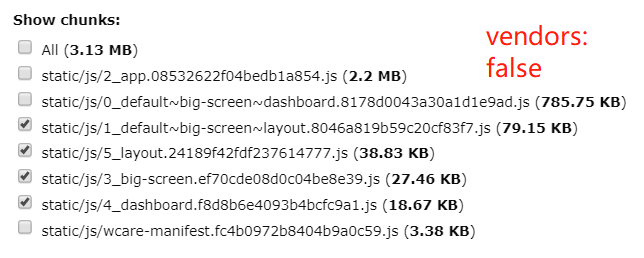 Show chunks:
All (3.13 MB)
static/js/2_app.08532622f04bedb1a854.js (2.2 MB)
static/js/0_default~big-screen~dashboard.8178d0043a30a1d1e9ad.js (785.75 KB)
static/js/1_default~big-screen~layout.8046a819b59c20cf83f7.js (79.15 KB)
static/js/5_layout.24189f42fdf237614777.js (38.83 KB)
static/js/3_big-screen.ef70cde08d0c04be8e39.js (27.46 KB)
static/js/4_dashboard.f8d8b6e4093b4bcfc9a1.js (18.67 KB)
static/js/wcare-manifest.fc4b0972b8404b9a0c59.js (3.38 KB)
vendors:
false